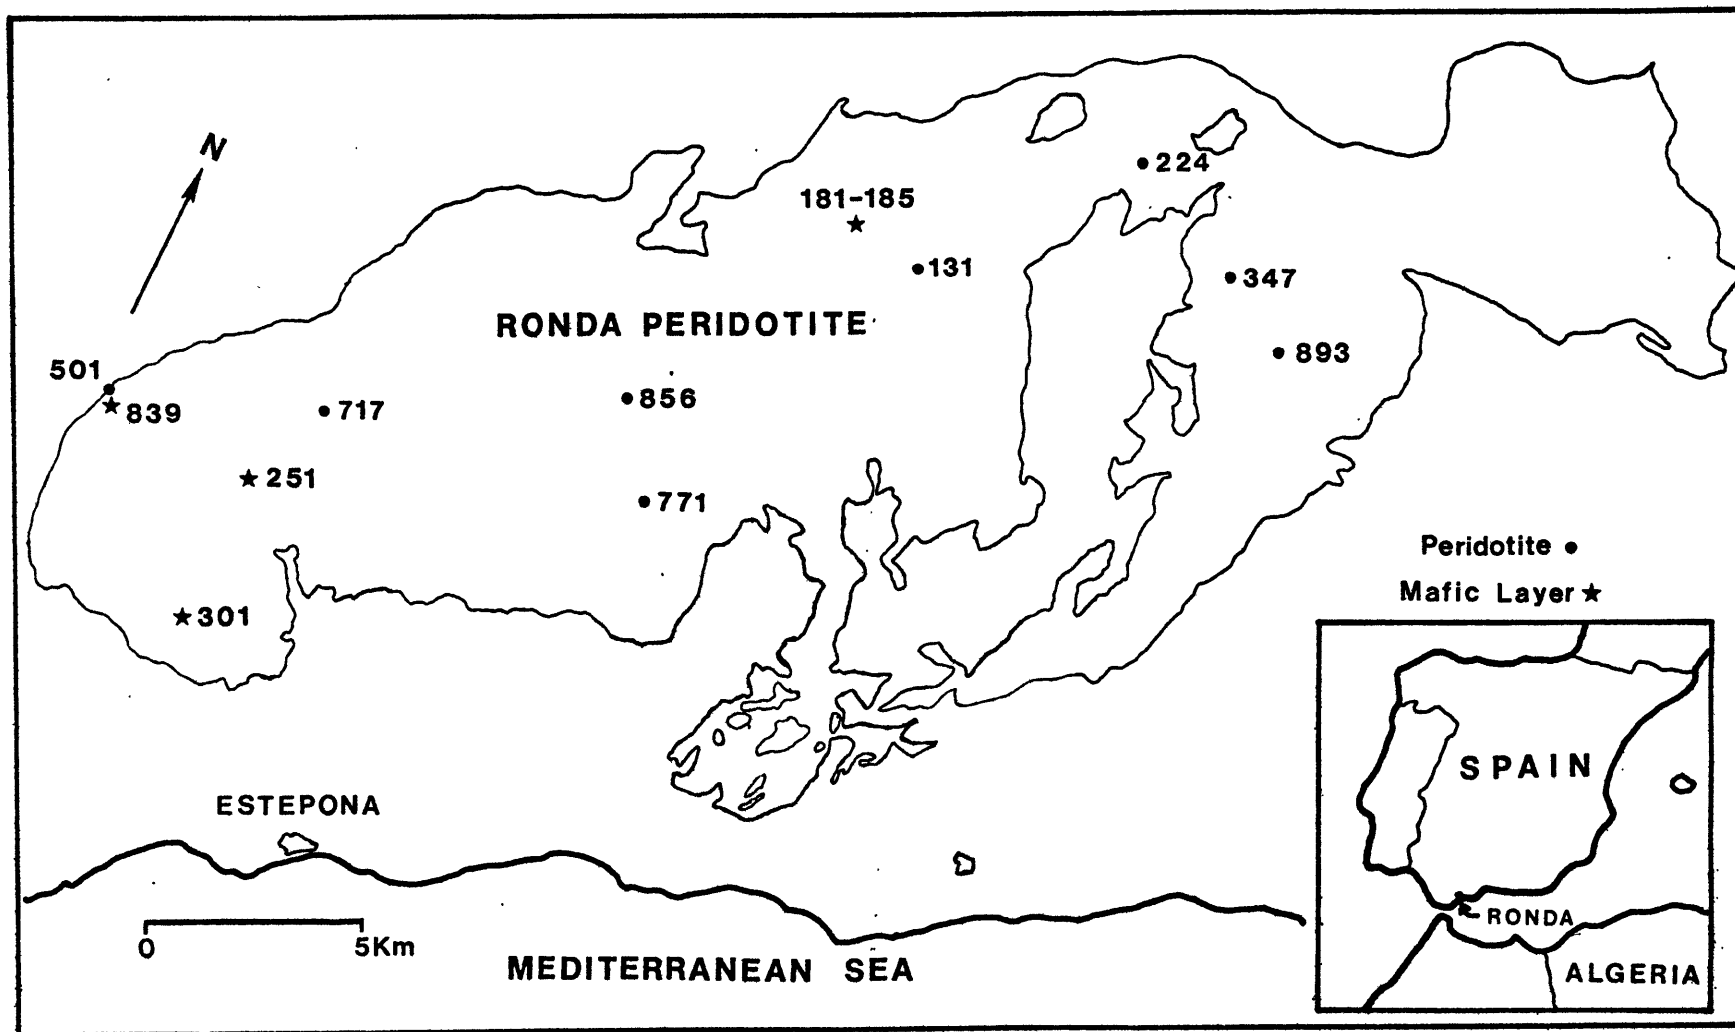 N
224
181-185
131
347
RONDA PERIDOTITE
893
501
839
717
856
251
771
301
Peridotite
Mafic Layer
SPAIN
RONDA
ALGERIA
ESTEPONA
0
5Km
MEDITERRANEAN SEA